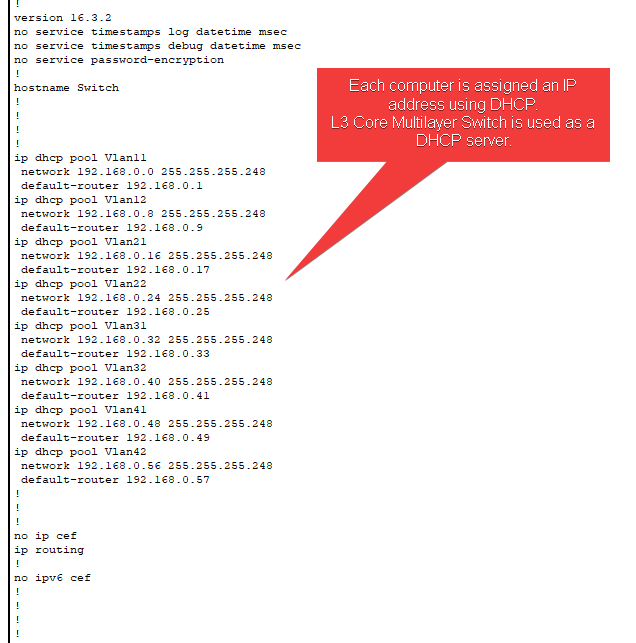 !
version 16.3.2
no service timestamps log datetime msec
no service timestamps debug datetime msec
no service password-encryption
!
hostname Switch
!
!
!
!
ip dhcp pool Vlan11
 network 192.168.0.0 255.255.255.248
 default-router 192.168.0.1
ip dhcp pool Vlan12
 network 192.168.0.8 255.255.255.248
 default-router 192.168.0.9
ip dhcp pool Vlan21
 network 192.168.0.16 255.255.255.248
 default-router 192.168.0.17
ip dhcp pool Vlan22
 network 192.168.0.24 255.255.255.248
 default-router 192.168.0.25
ip dhcp pool Vlan31
 network 192.168.0.32 255.255.255.248
 default-router 192.168.0.33
ip dhcp pool Vlan32
 network 192.168.0.40 255.255.255.248
 default-router 192.168.0.41
ip dhcp pool Vlan41
 network 192.168.0.48 255.255.255.248
 default-router 192.168.0.49
ip dhcp pool Vlan42
 network 192.168.0.56 255.255.255.248
 default-router 192.168.0.57
!
!
!
no ip cef
ip routing
!
no ipv6 cef
!
!
!
!
Each computer is assigned an IP
address using DHCP.
L3 Core Multilayer Switch is used as a
DHCP server.